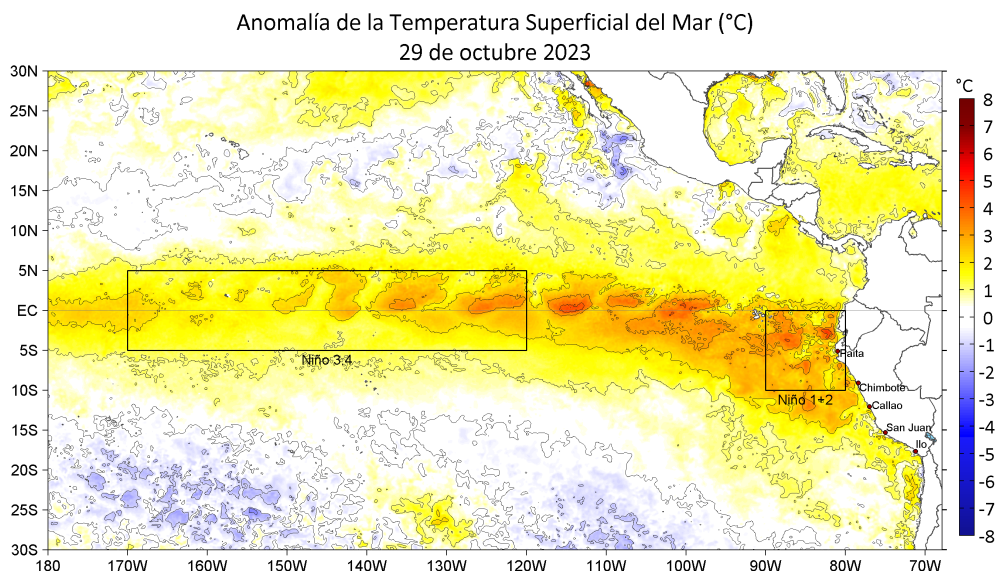 Anomalía de la Temperatura Superficial del Mar (°C)
29 de octubre 2023
30N
25N
20N
15N
10N
5N
EC
5S
10S
15S
20S
25S
30S
°C
8
7
6
5
4
3
2
1
0
-1
-2
-3
-4
-5
-6
-7
-8
Niño 3.4
Niño 1+2
Paita
Chimbote
Callao
San Juan
Ilo
180 170W 160W 150W 140W 130W 120W 110W 100W 90W 80W 70W